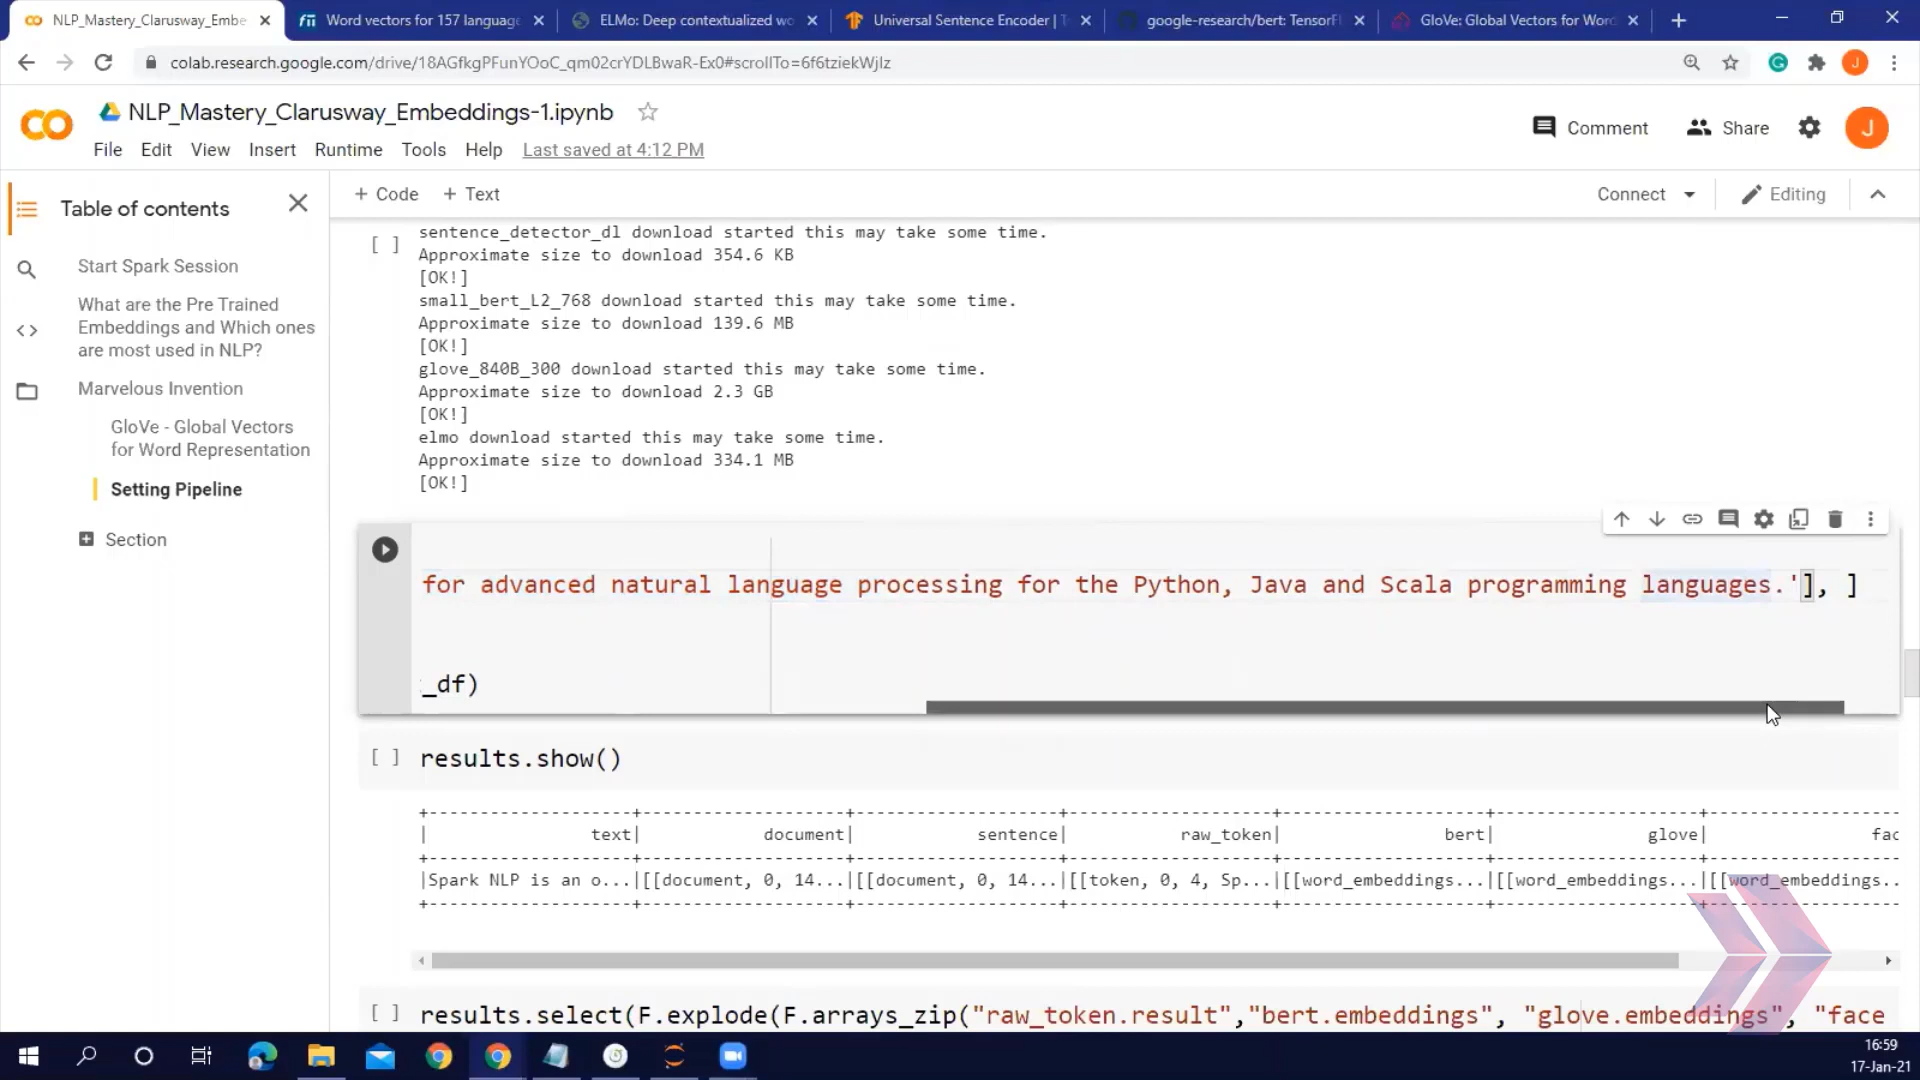 NLP_Mastery_Clarusway_Embe
Word vectors for 157 language
ELMo: Deep contextualized wo
Universal Sentence Encoder | T
google-research/bert: TensorFl
GloVe: Global Vectors for Word
colab.research.google.com/drive/18AGfkgPFunYOoC_qm02crYDLBwaR-Ex0#scrollTo=6f6tziekWjIz
J
NLP_Mastery_Clarusway_Embeddings-1.ipynb
Comment
Share
J
File Edit View Insert Runtime Tools Help Last saved at 4:12 PM
Table of contents
+ Code + Text
Connect
Editing
Start Spark Session
What are the Pre Trained
Embeddings and Which ones
are most used in NLP?
Marvelous Invention
GloVe - Global Vectors
for Word Representation
Setting Pipeline
Section
[ ]
sentence_detector_dl download started this may take some time.
Approximate size to download 354.6 KB
[OK!]
small_bert_L2_768 download started this may take some time.
Approximate size to download 139.6 MB
[OK!]
glove_840B_300 download started this may take some time.
Approximate size to download 2.3 GB
[OK!]
elmo download started this may take some time.
Approximate size to download 334.1 MB
[OK!]
for advanced natural language processing for the Python, Java and Scala programming languages.'], ]
_df)
[ ] results.show()
+--------------------+--------------------+--------------------+--------------------+--------------------+--------------------+-------------------
|                text|            document|            sentence|           raw_token|                bert|               glove|                fac
+--------------------+--------------------+--------------------+--------------------+--------------------+--------------------+-------------------
|Spark NLP is an o...|[[document, 0, 14...|[[document, 0, 14...|[[token, 0, 4, Sp...|[[word_embeddings...|[[word_embeddings...|[[word_embeddings..
+--------------------+--------------------+--------------------+--------------------+--------------------+--------------------+-------------------
[ ] results.select(F.explode(F.arrays_zip("raw_token.result","bert.embeddings", "glove.embeddings", "face
16:59
17-Jan-21